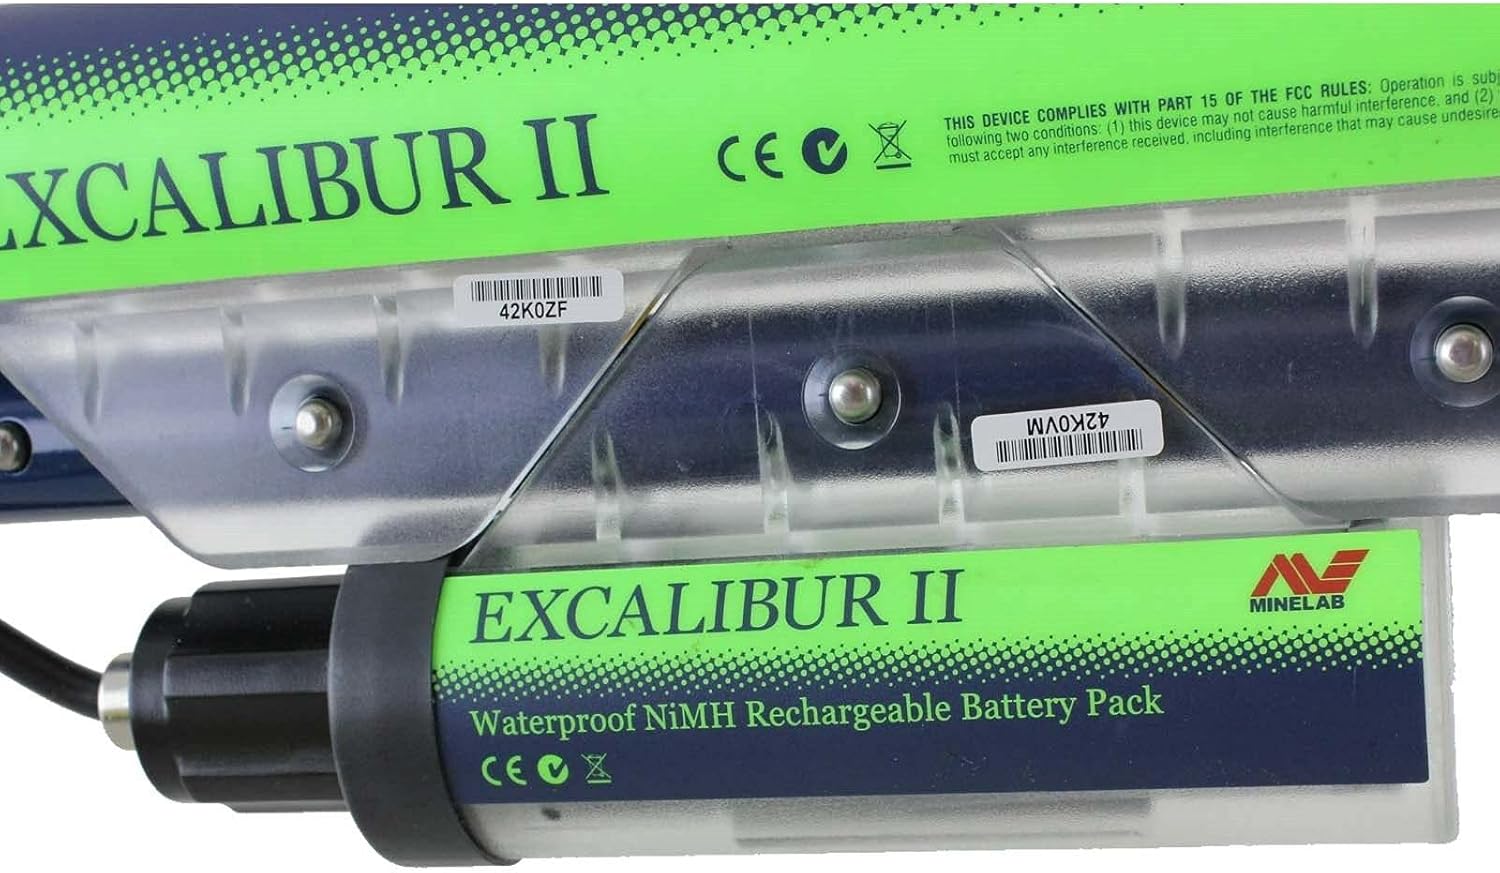 EXCALIBUR II
THIS DEVICE COMPLIES WITH PART 15 OF THE FCC RULES: Operation is
following two conditions: (1) this device may not cause harmful interference, and (2)
must accept any interference received, including interference that may cause
42K0ZF
42K0VM
EXCALIBUR II
MINELAB
Waterproof NiMH Rechargeable Battery Pack
CE